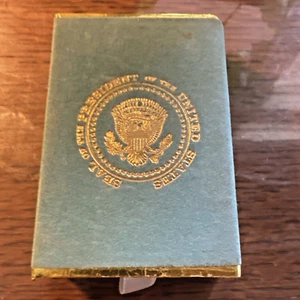 SEAL OF THE PRESIDENT OF THE UNITED STATES